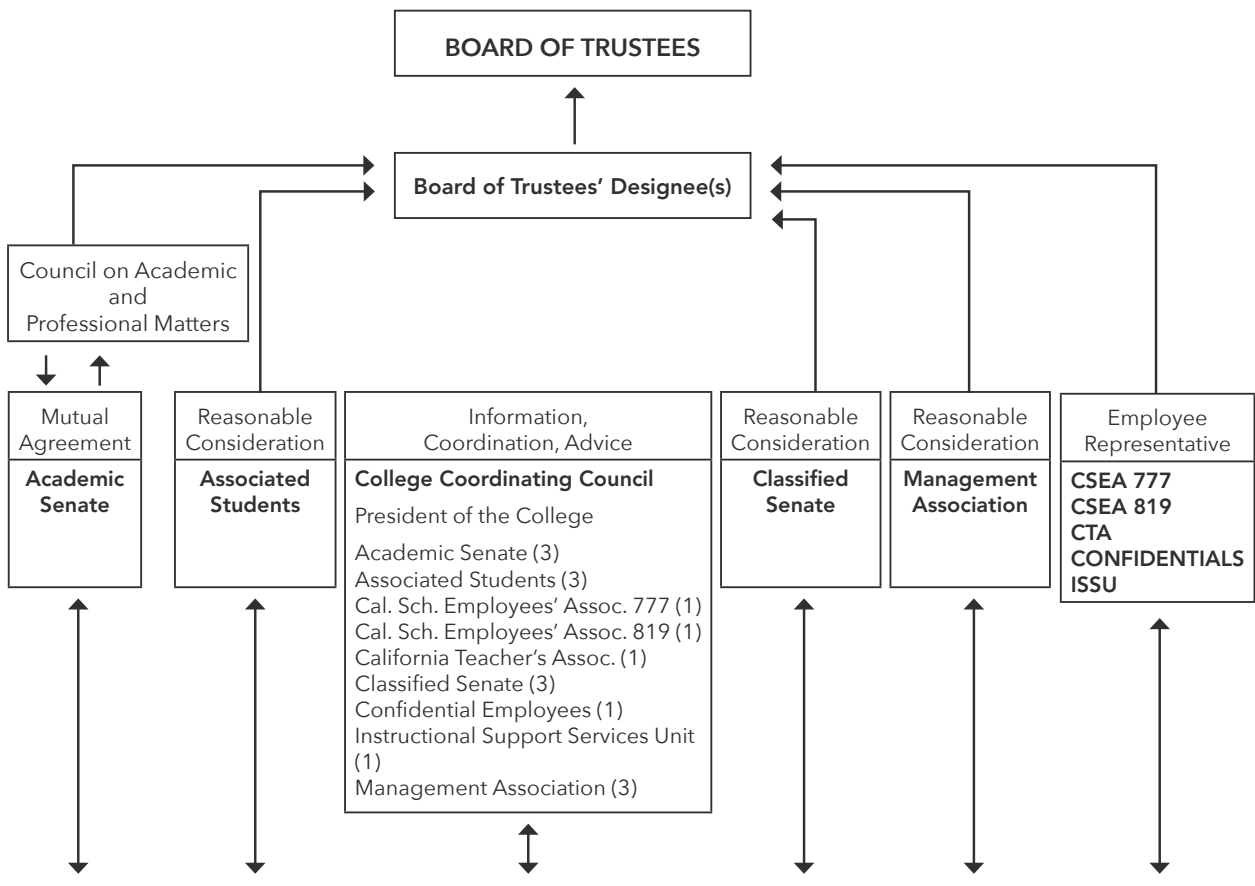 BOARD OF TRUSTEES
Board of Trustees’ Designee(s)
Council on Academic
and
Professional Matters
Mutual
Agreement
Academic
Senate
Reasonable
Consideration
Associated
Students
Information,
Coordination, Advice
College Coordinating Council
President of the College
Academic Senate (3)
Associated Students (3)
Cal. Sch. Employees’ Assoc. 777 (1)
Cal. Sch. Employees’ Assoc. 819 (1)
California Teacher’s Assoc. (1)
Classified Senate (3)
Confidential Employees (1)
Instructional Support Services Unit
(1)
Management Association (3)
Reasonable
Consideration
Classified
Senate
Reasonable
Consideration
Management
Association
Employee
Representative
CSEA 777
CSEA 819
CTA
CONFIDENTIALS
ISSU